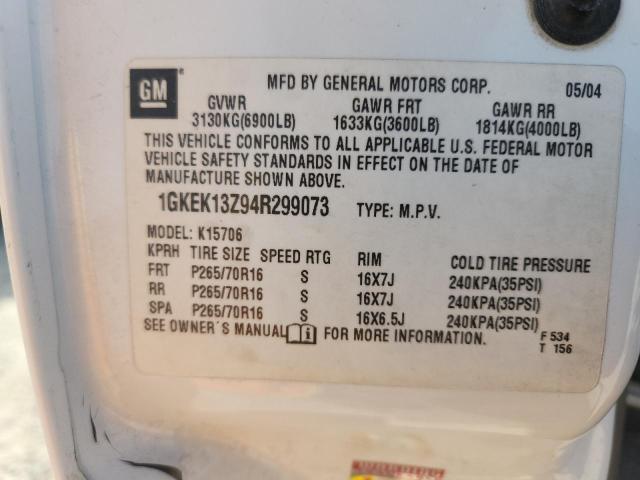 GM MFD BY GENERAL MOTORS CORP. 05/04
GVWR GAWR FRT GAWR RR
3130KG(6900LB) 1633KG(3600LB) 1814KG(4000LB)
THIS VEHICLE CONFORMS TO ALL APPLICABLE U.S. FEDERAL MOTOR
VEHICLE SAFETY STANDARDS IN EFFECT ON THE DATE OF
MANUFACTURE SHOWN ABOVE.
1GKEK13Z94R299073 TYPE: M.P.V.
MODEL: K15706
KPRH TIRE SIZE SPEED RTG RIM COLD TIRE PRESSURE
FRT P265/70R16 S 16X7J 240KPA(35PSI)
RR P265/70R16 S 16X7J 240KPA(35PSI)
SPA P265/70R16 S 16X6.5J 240KPA(35PSI)
SEE OWNER'S MANUAL FOR MORE INFORMATION. F 534
T 156